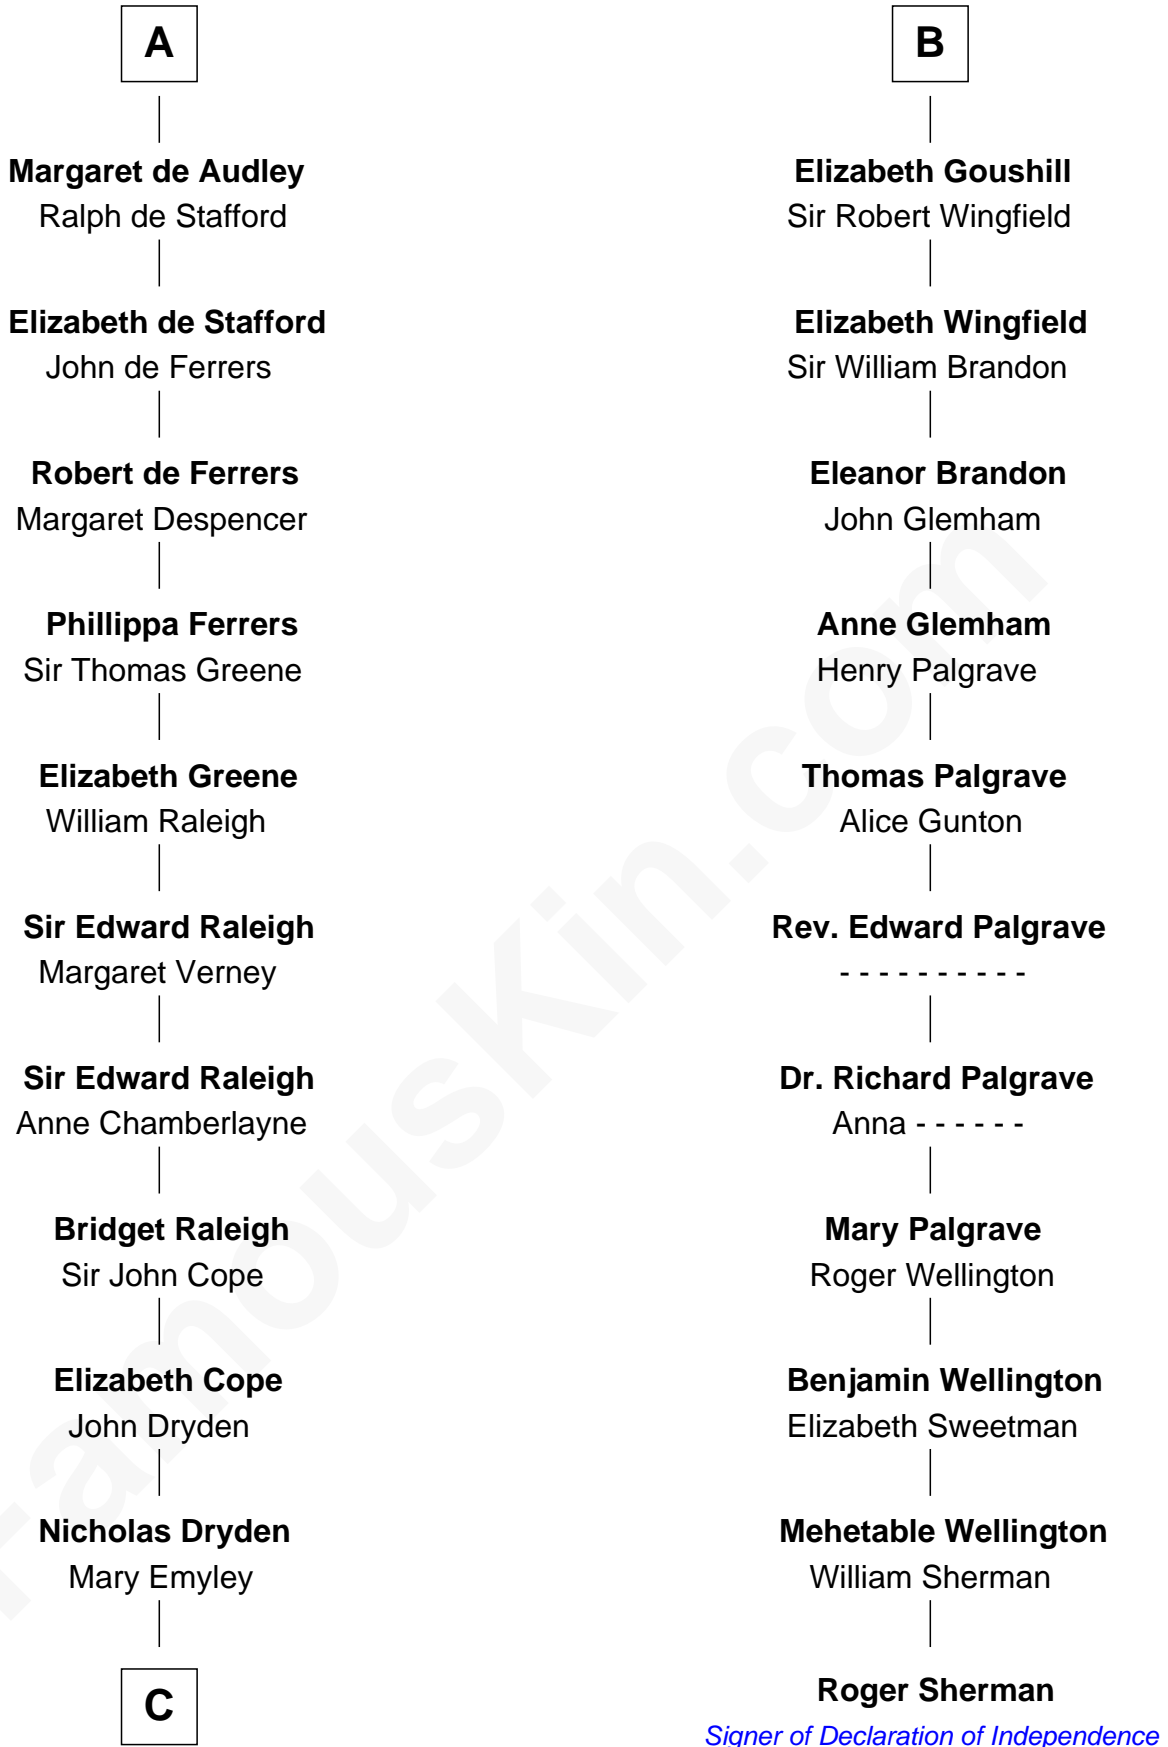 A
Margaret de Audley
Ralph de Stafford
Elizabeth de Stafford
John de Ferrers
Robert de Ferrers
Margaret Despencer
Phillippa Ferrers
Sir Thomas Greene
Elizabeth Greene
William Raleigh
Sir Edward Raleigh
Margaret Verney
Sir Edward Raleigh
Anne Chamberlayne
Bridget Raleigh
Sir John Cope
Elizabeth Cope
John Dryden
Nicholas Dryden
Mary Emyley
C
B
Elizabeth Goushill
Sir Robert Wingfield
Elizabeth Wingfield
Sir William Brandon
Eleanor Brandon
John Glemham
Anne Glemham
Henry Palgrave
Thomas Palgrave
Alice Gunton
Rev. Edward Palgrave
- - - - - - - - - -
Dr. Richard Palgrave
Anna - - - - - -
Mary Palgrave
Roger Wellington
Benjamin Wellington
Elizabeth Sweetman
Mehetable Wellington
William Sherman
Roger Sherman
Signer of Declaration of Independence
FamousKin.com